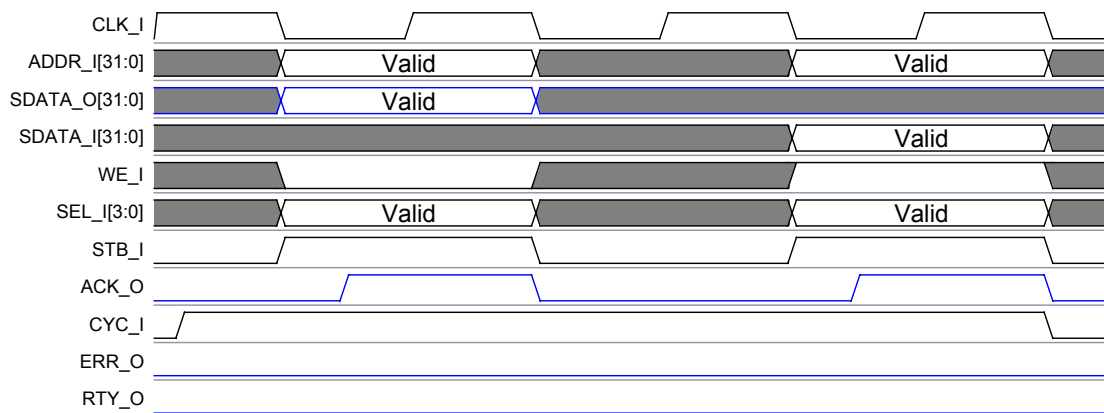 CLK_I
ADDR_I[31:0] Valid Valid
SDATA_O[31:0] Valid
SDATA_I[31:0] Valid
WE_I
SEL_I[3:0] Valid Valid
STB_I
ACK_O
CYC_I
ERR_O
RTY_O